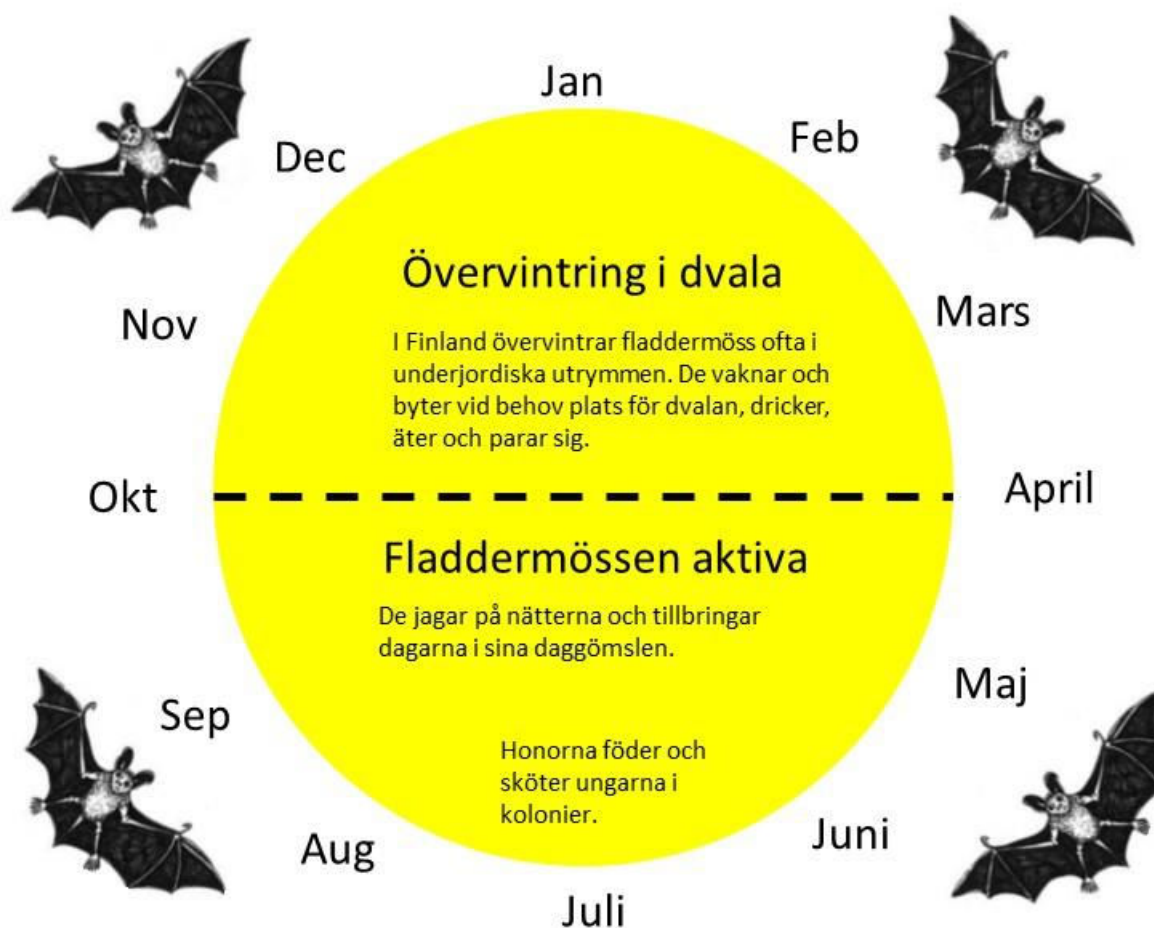 Jan
Dec
Feb
Övervintring i dvala
Nov
Mars
I Finland övervintrar fladdermöss ofta i
underjordiska utrymmen. De vaknar och
byter vid behov plats för dvalan, dricker,
äter och parar sig.
Okt
April
Fladdermössen aktiva
De jagar på nätterna och tillbringar
dagarna i sina daggömslen.
Maj
Sep
Honorna föder och
sköter ungarna i
kolonier.
Juni
Aug
Juli